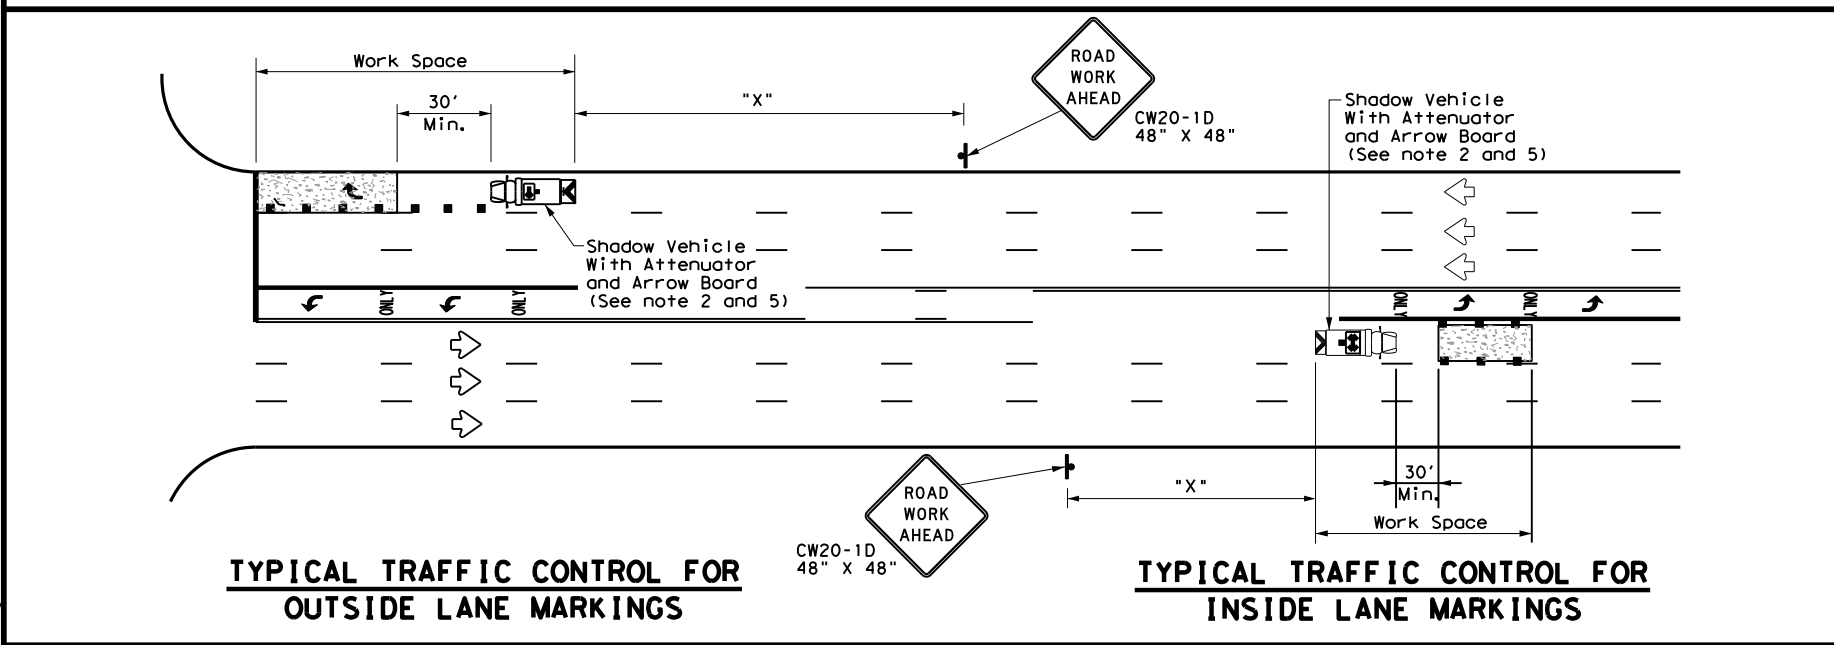 Work Space
30'
Min.
"X"
ROAD
WORK
AHEAD
CW20-1D
48" X 48"
Shadow Vehicle
With Attenuator
and Arrow Board
(See note 2 and 5)
Shadow Vehicle
With Attenuator
and Arrow Board
(See note 2 and 5)
ONLY
ONLY
ONLY
ONLY
ROAD
WORK
AHEAD
CW20-1D
48" X 48"
"X"
30'
Min.
Work Space
TYPICAL TRAFFIC CONTROL FOR
OUTSIDE LANE MARKINGS
TYPICAL TRAFFIC CONTROL FOR
INSIDE LANE MARKINGS